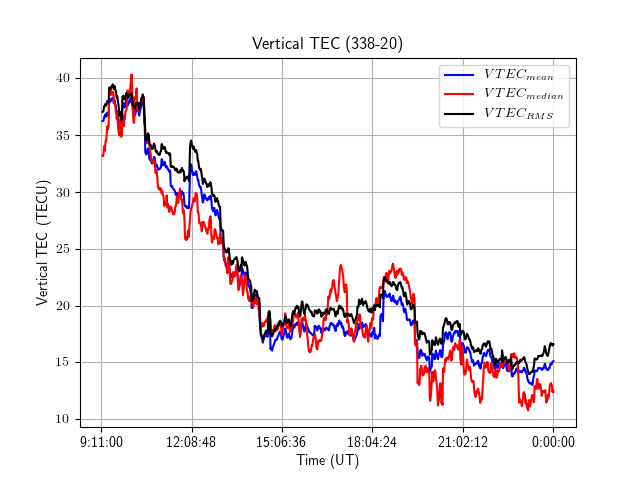 Vertical TEC (338-20)
VTEC_mean
VTEC_median
VTEC_RMS
Vertical TEC (TECU)
40
35
30
25
20
15
10
9:11:00 12:08:48 15:06:36 18:04:24 21:02:12 0:00:00
Time (UT)